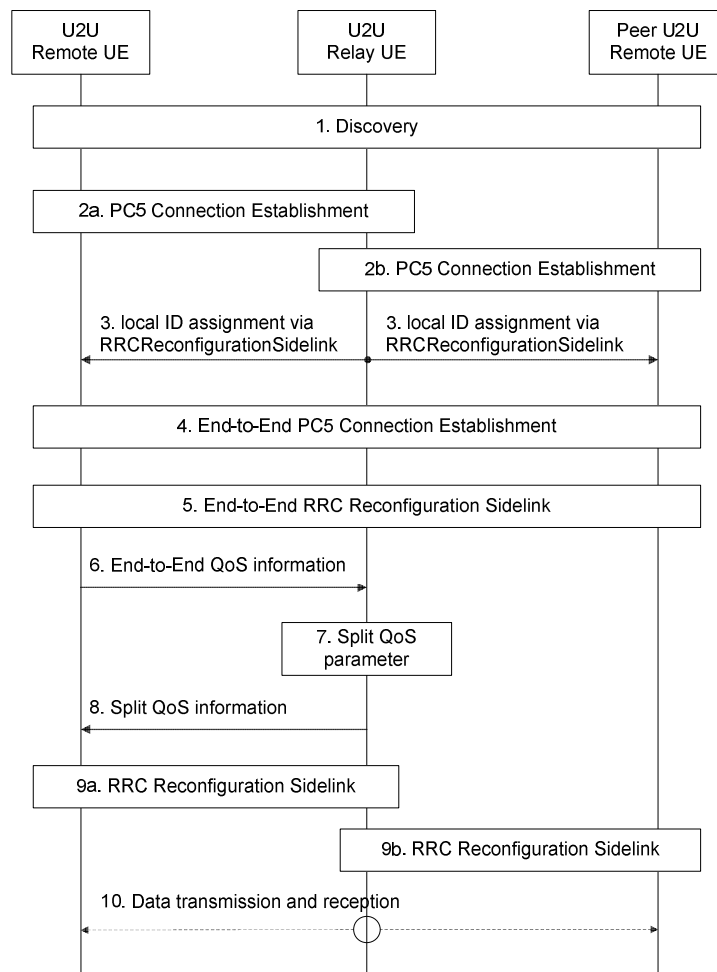 U2U
Remote UE
U2U
Relay UE
Peer U2U
Remote UE
1. Discovery
2a. PC5 Connection Establishment
2b. PC5 Connection Establishment
3. local ID assignment via
RRCReconfigurationSidelink
3. local ID assignment via
RRCReconfigurationSidelink
4. End-to-End PC5 Connection Establishment
5. End-to-End RRC Reconfiguration Sidelink
6. End-to-End QoS information
7. Split QoS
parameter
8. Split QoS information
9a. RRC Reconfiguration Sidelink
9b. RRC Reconfiguration Sidelink
10. Data transmission and reception